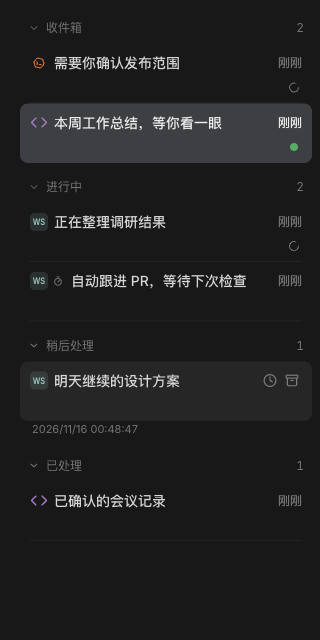 收件箱 2
需要你确认发布范围 刚刚
本周工作总结，等你看一眼 刚刚
进行中 2
WS 正在整理调研结果 刚刚
WS 自动跟进 PR，等待下次检查 刚刚
稍后处理 1
WS 明天继续的设计方案
2026/11/16 00:48:47
已处理 1
已确认的会议记录 刚刚